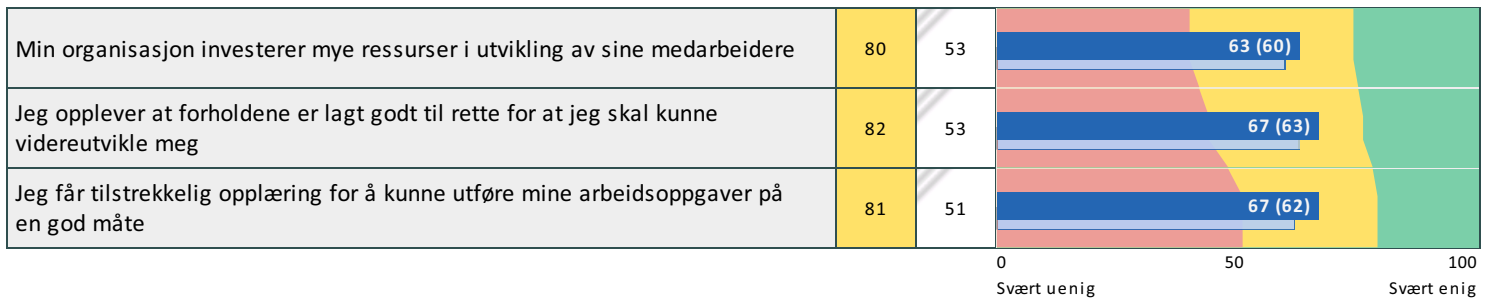 Min organisasjon investerer mye ressurser i utvikling av sine medarbeidere 80 53 63 (60)
Jeg opplever at forholdene er lagt godt til rette for at jeg skal kunne
videreutvikle meg 82 53 67 (63)
Jeg får tilstrekkelig opplæring for å kunne utføre mine arbeidsoppgaver på
en god måte 81 51 67 (62)
0 50 100
Svært uenig Svært enig